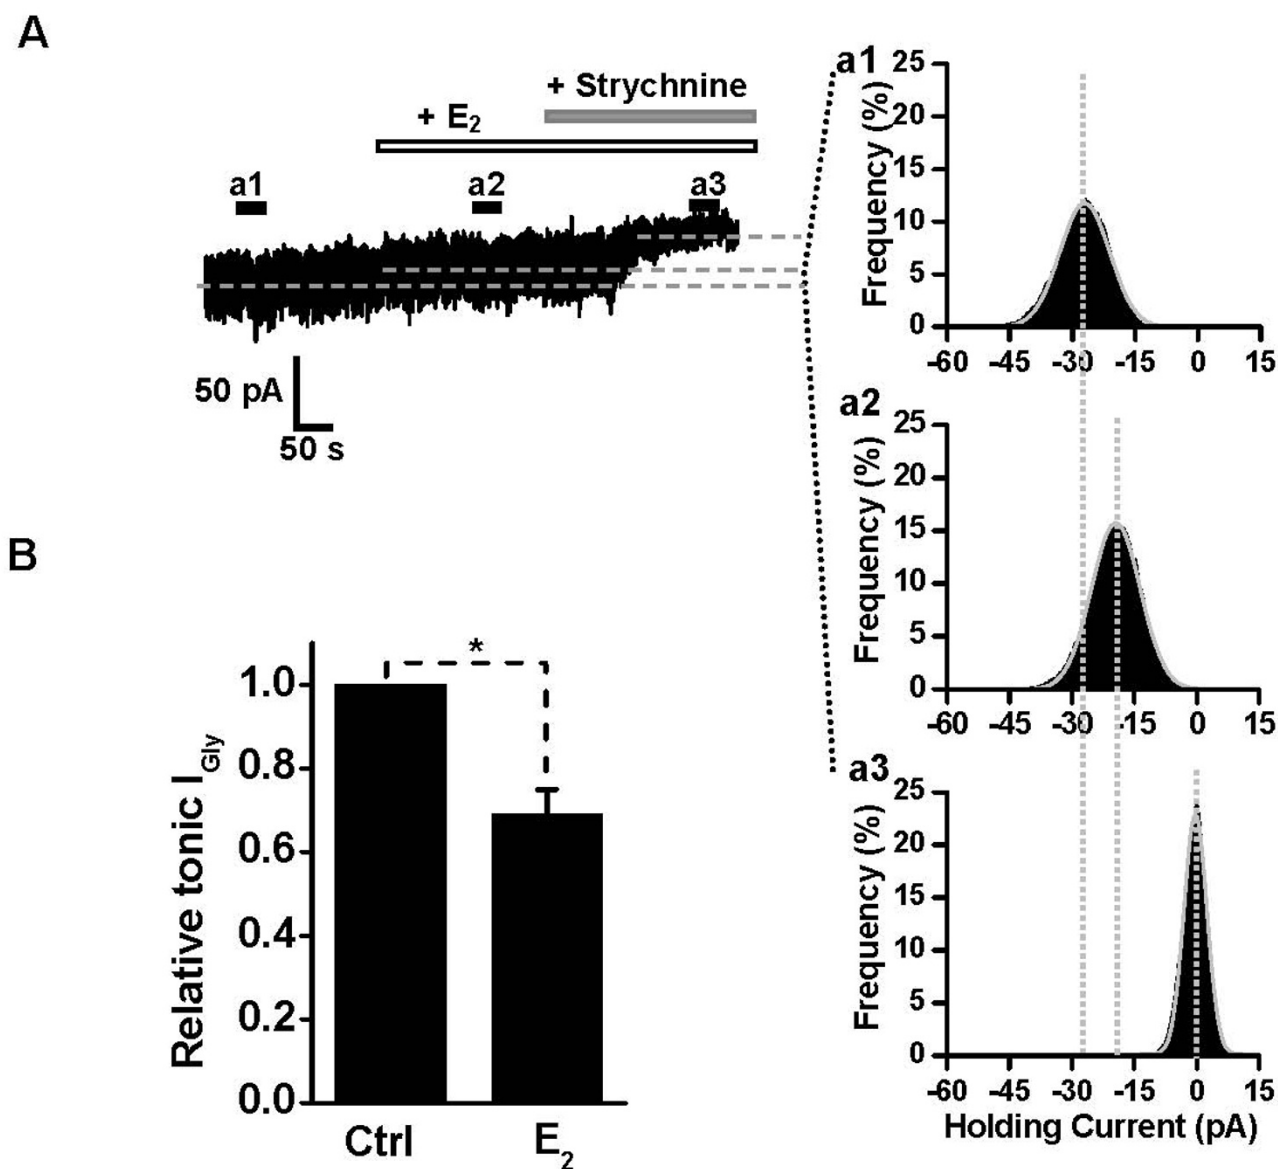 A
+ Strychnine
+ E₂
a1
a2
a3
50 pA
50 s
a1
25
20
15
10
5
0
Frequency (%)
-60 -45 -30 -15 0 15
a2
25
20
15
10
5
0
Frequency (%)
-60 -45 -30 -15 0 15
a3
25
20
15
10
5
0
Frequency (%)
-60 -45 -30 -15 0 15
Holding Current (pA)
B
*
1.0
0.8
0.6
0.4
0.2
0.0
Relative tonic I_Gly
Ctrl
E₂